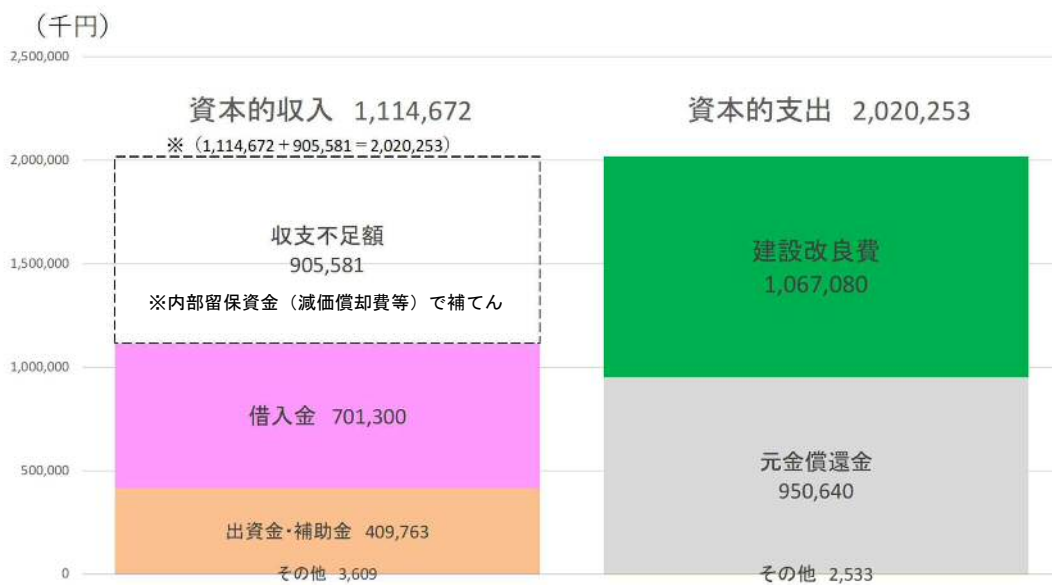 （千円）
2,500,000
資本的収入 1,114,672
資本的支出 2,020,253
※（1,114,672＋905,581＝2,020,253）
2,000,000
収支不足額
905,581
※内部留保資金（減価償却費等）で補てん
建設改良費
1,067,080
1,500,000
1,000,000
借入金 701,300
元金償還金
950,640
500,000
出資金・補助金 409,763
その他 3,609
その他 2,533
0